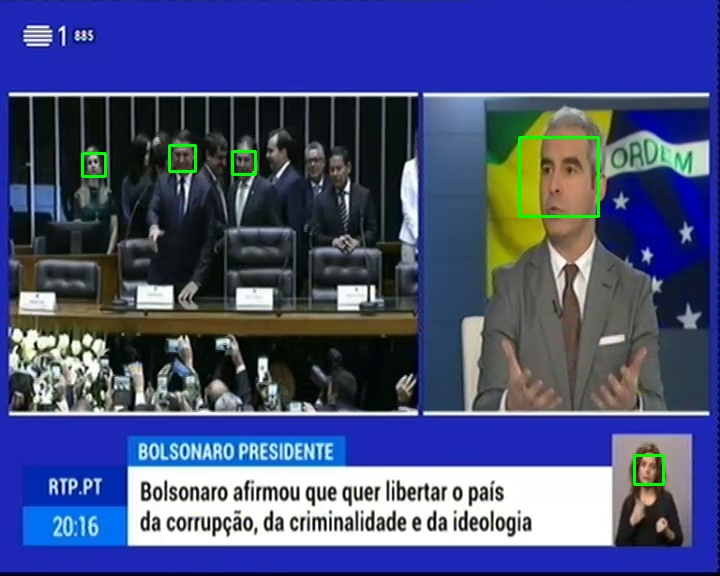 1 885
ORDEM
BOLSONARO PRESIDENTE
RTP.PT
20:16
Bolsonaro afirmou que quer libertar o país
da corrupção, da criminalidade e da ideologia